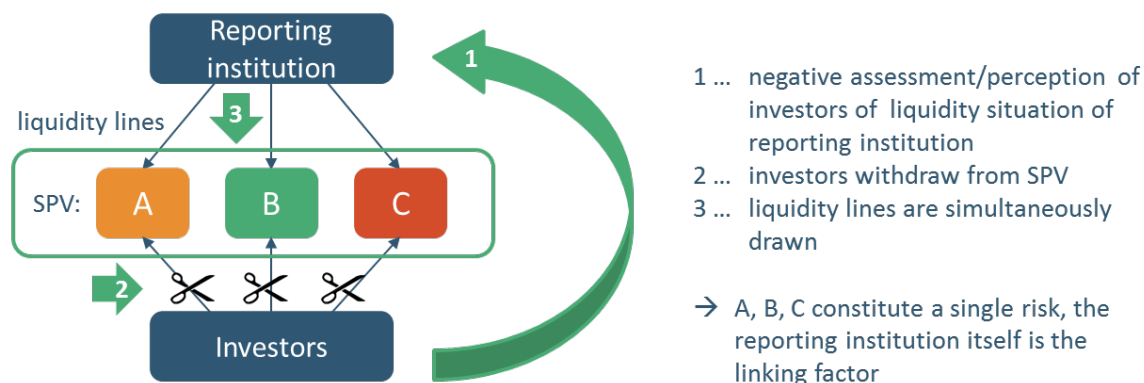 Reporting
institution
1
liquidity lines
3
SPV:
A
B
C
2
Investors
1 ... negative assessment/perception of
investors of liquidity situation of
reporting institution
2 ... investors withdraw from SPV
3 ... liquidity lines are simultaneously
drawn
→ A, B, C constitute a single risk, the
reporting institution itself is the
linking factor